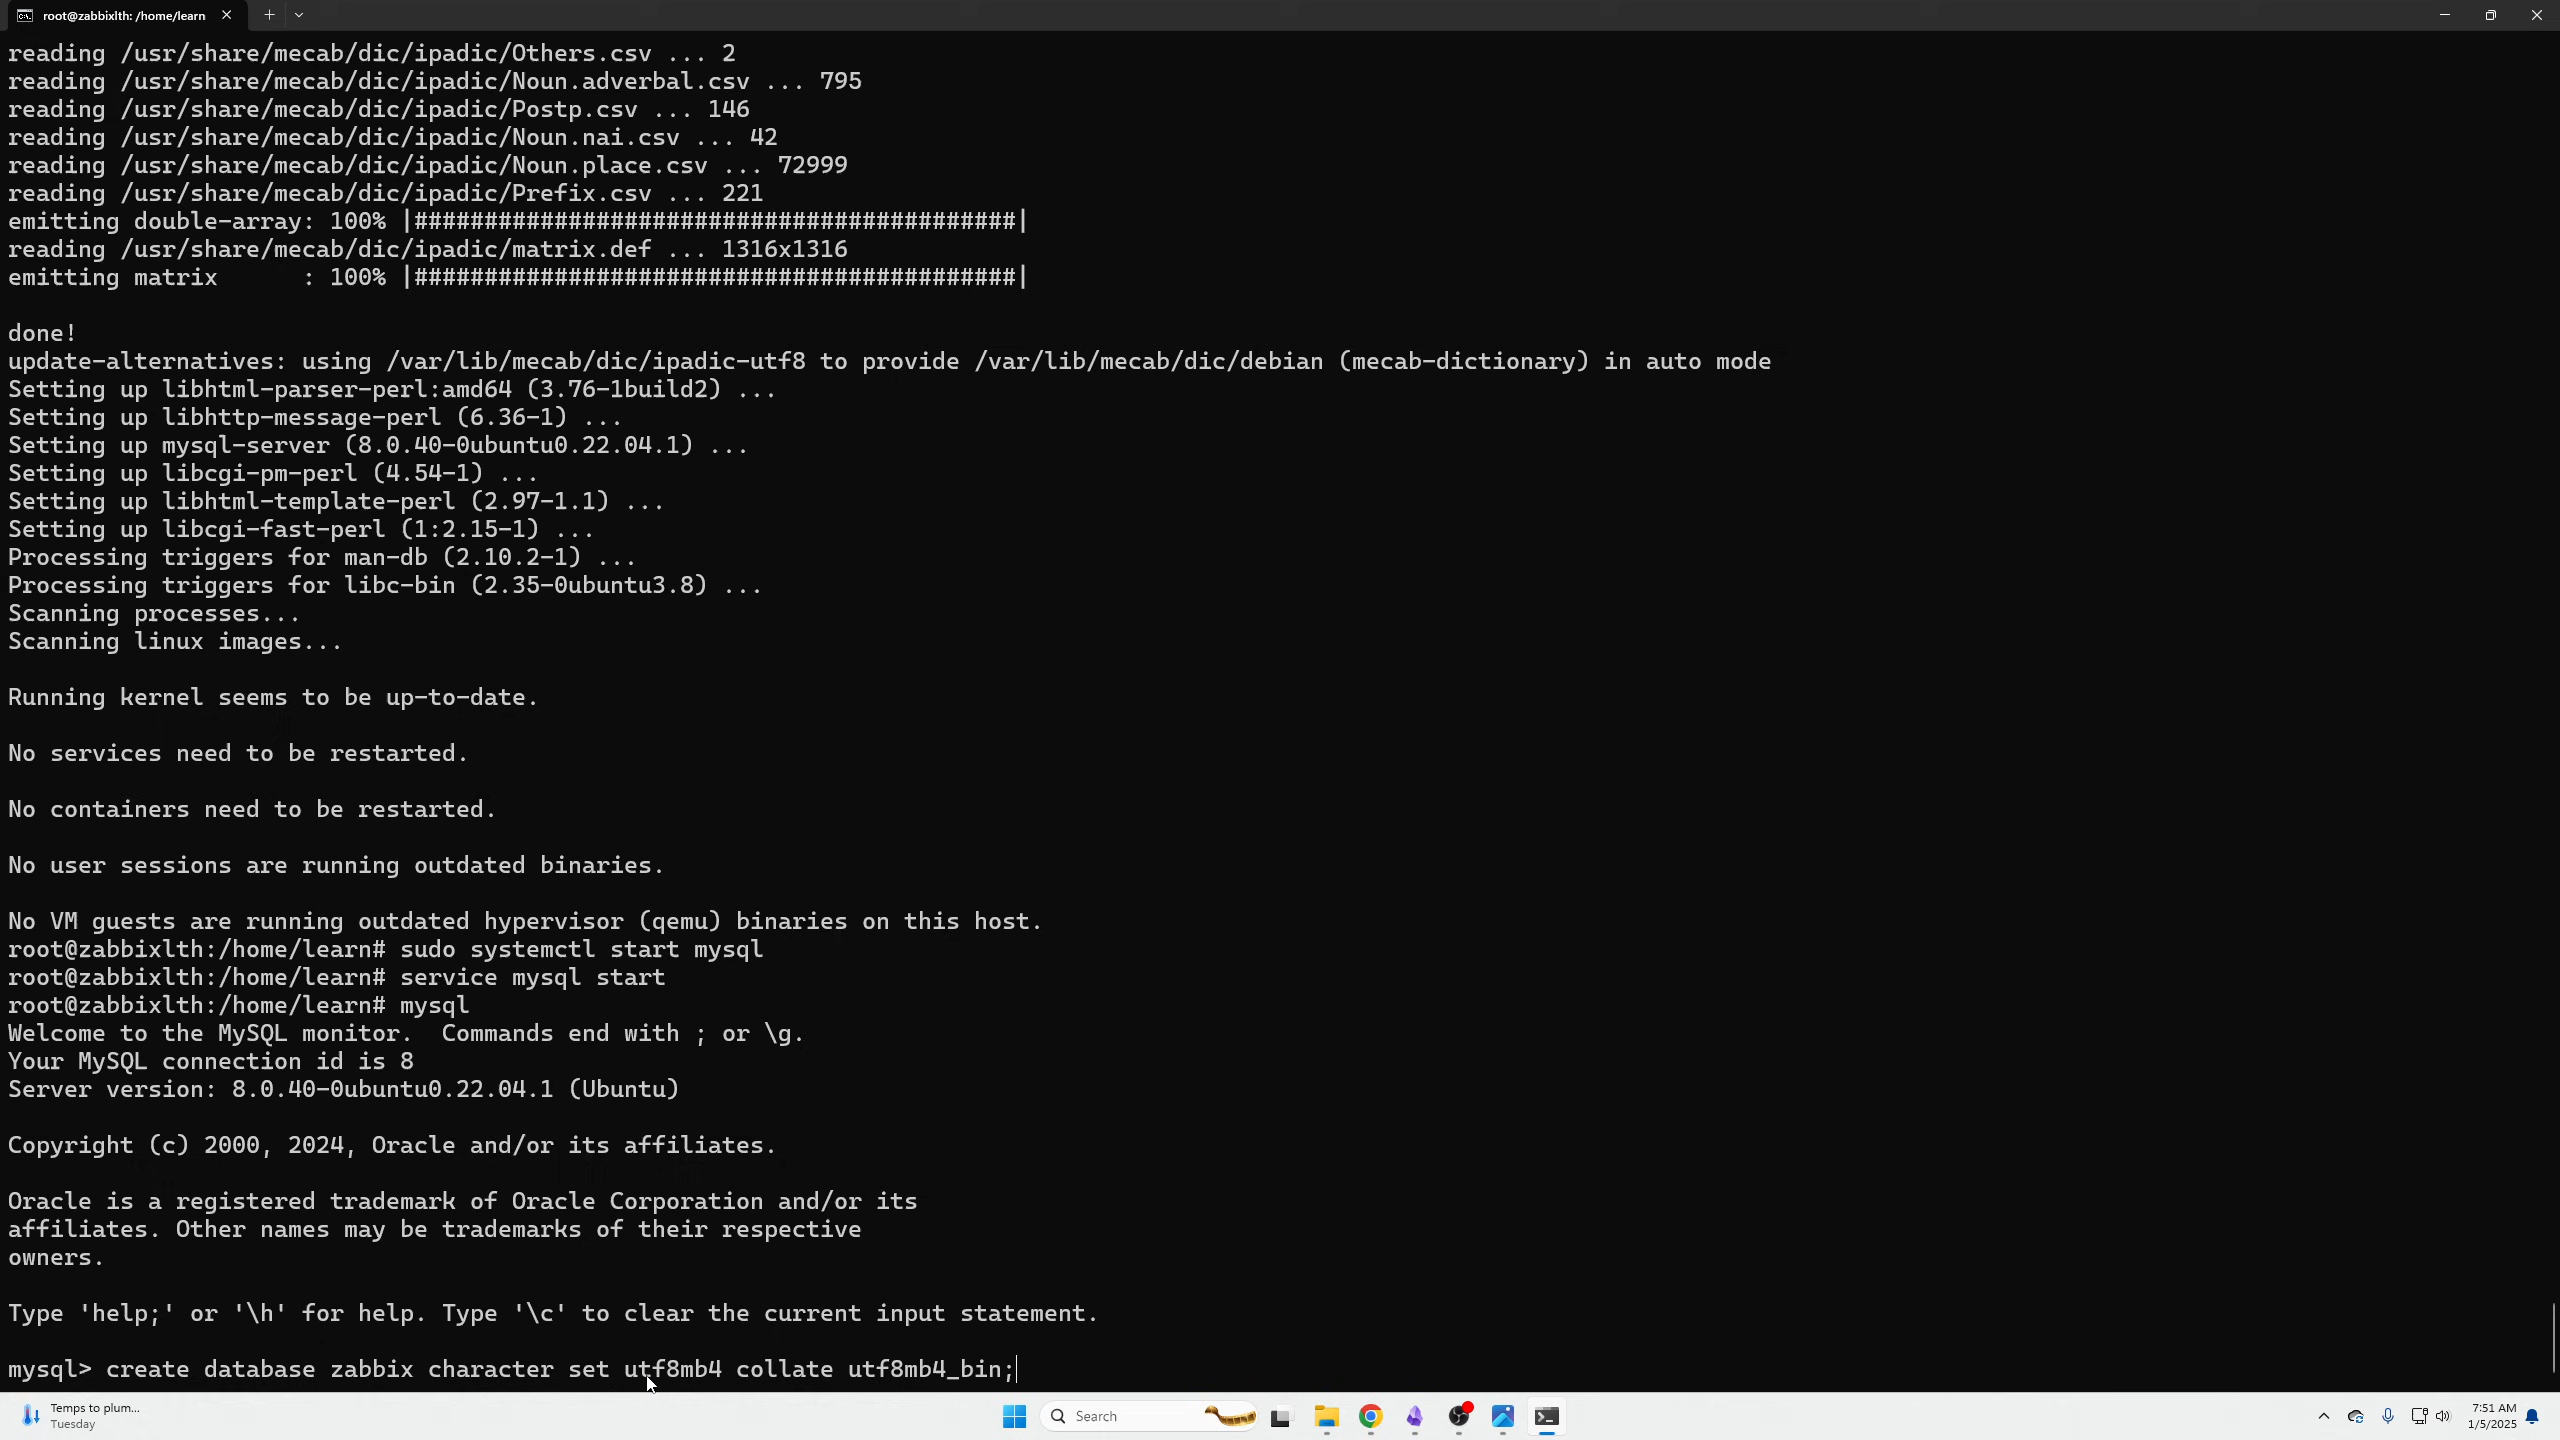 root@zabbixlth: /home/learn
reading /usr/share/mecab/dic/ipadic/Others.csv ... 2
reading /usr/share/mecab/dic/ipadic/Noun.adverbal.csv ... 795
reading /usr/share/mecab/dic/ipadic/Postp.csv ... 146
reading /usr/share/mecab/dic/ipadic/Noun.nai.csv ... 42
reading /usr/share/mecab/dic/ipadic/Noun.place.csv ... 72999
reading /usr/share/mecab/dic/ipadic/Prefix.csv ... 221
emitting double-array: 100% |###########################################|
reading /usr/share/mecab/dic/ipadic/matrix.def ... 1316x1316
emitting matrix      : 100% |###########################################|
done!
update-alternatives: using /var/lib/mecab/dic/ipadic-utf8 to provide /var/lib/mecab/dic/debian (mecab-dictionary) in auto mode
Setting up libhtml-parser-perl:amd64 (3.76-1build2) ...
Setting up libhttp-message-perl (6.36-1) ...
Setting up mysql-server (8.0.40-0ubuntu0.22.04.1) ...
Setting up libcgi-pm-perl (4.54-1) ...
Setting up libhtml-template-perl (2.97-1.1) ...
Setting up libcgi-fast-perl (1:2.15-1) ...
Processing triggers for man-db (2.10.2-1) ...
Processing triggers for libc-bin (2.35-0ubuntu3.8) ...
Scanning processes...
Scanning linux images...
Running kernel seems to be up-to-date.
No services need to be restarted.
No containers need to be restarted.
No user sessions are running outdated binaries.
No VM guests are running outdated hypervisor (qemu) binaries on this host.
root@zabbixlth:/home/learn# sudo systemctl start mysql
root@zabbixlth:/home/learn# service mysql start
root@zabbixlth:/home/learn# mysql
Welcome to the MySQL monitor.  Commands end with ; or \g.
Your MySQL connection id is 8
Server version: 8.0.40-0ubuntu0.22.04.1 (Ubuntu)
Copyright (c) 2000, 2024, Oracle and/or its affiliates.
Oracle is a registered trademark of Oracle Corporation and/or its
affiliates. Other names may be trademarks of their respective
owners.
Type 'help;' or '\h' for help. Type '\c' to clear the current input statement.
mysql> create database zabbix character set utf8mb4 collate utf8mb4_bin;
Temps to plum...
Tuesday
Search
7:51 AM
1/5/2025